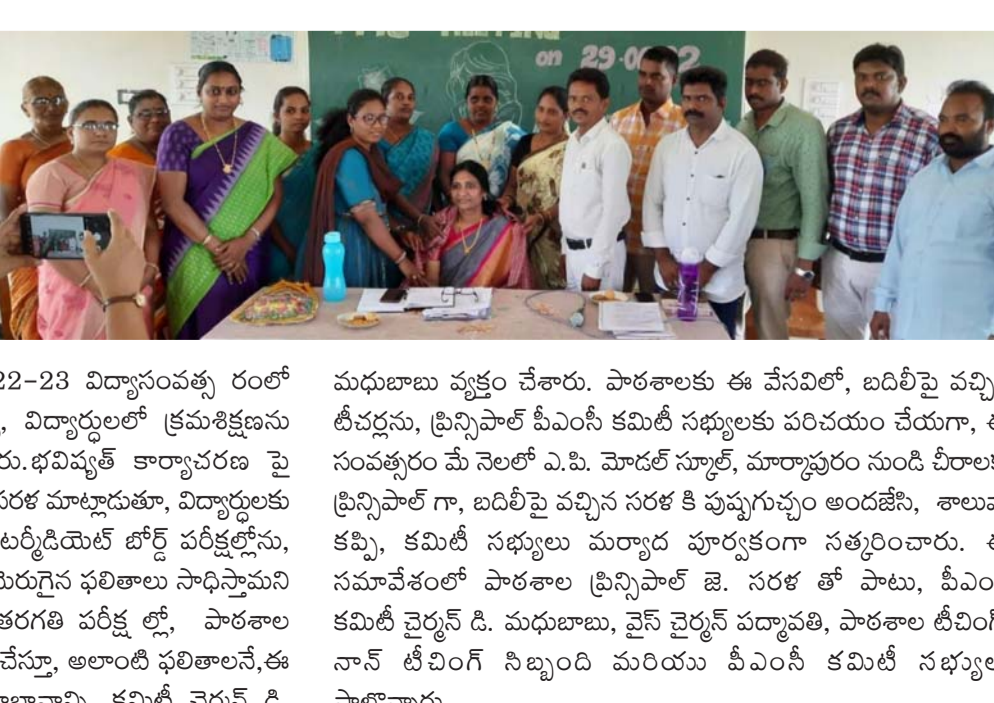 on 29-0
22-23 విద్యాసంవత్స రంలో
విద్యార్థులలో క్రమశిక్షణను
రు.భవిష్యత్ కార్యాచరణ పై
సరళ మాట్లాడుతూ, విద్యార్థులకు
టర్మీడియెట్ బోర్డ్ పరీక్షల్లోను,
మెరుగైన ఫలితాలు సాధిస్తామని
తరగతి పరీక్ష ల్లో, పాఠశాల
చేస్తూ, అలాంటి ఫలితాలనే,ఈ
కమిటీ చైర్మన్ డి.
మధుబాబు వ్యక్తం చేశారు. పాఠశాలకు ఈ వేసవిలో, బదిలీపై వచ్చి
టీచర్లను, ప్రిన్సిపాల్ పీఎంసీ కమిటీ సభ్యులకు పరిచయం చేయగా, ఈ
సంవత్సరం మే నెలలో ఎ.పి. మోడల్ స్కూల్, మార్కాపురం నుండి చీరాలక
ప్రిన్సిపాల్ గా, బదిలీపై వచ్చిన సరళ కి పుష్పగుచ్ఛం అందజేసి, శాలువ
కప్పి, కమిటీ సభ్యులు మర్యాద పూర్వకంగా సత్కరించారు. ఈ
సమావేశంలో పాఠశాల ప్రిన్సిపాల్ జె. సరళ తో పాటు, పీఎం
కమిటీ చైర్మన్ డి. మధుబాబు, వైస్ చైర్మన్ పద్మావతి, పాఠశాల టీచింగ్
నాన్ టీచింగ్ సిబ్బంది మరియు పీఎంసీ కమిటీ సభ్యుల
పాల్గొన్నారు.